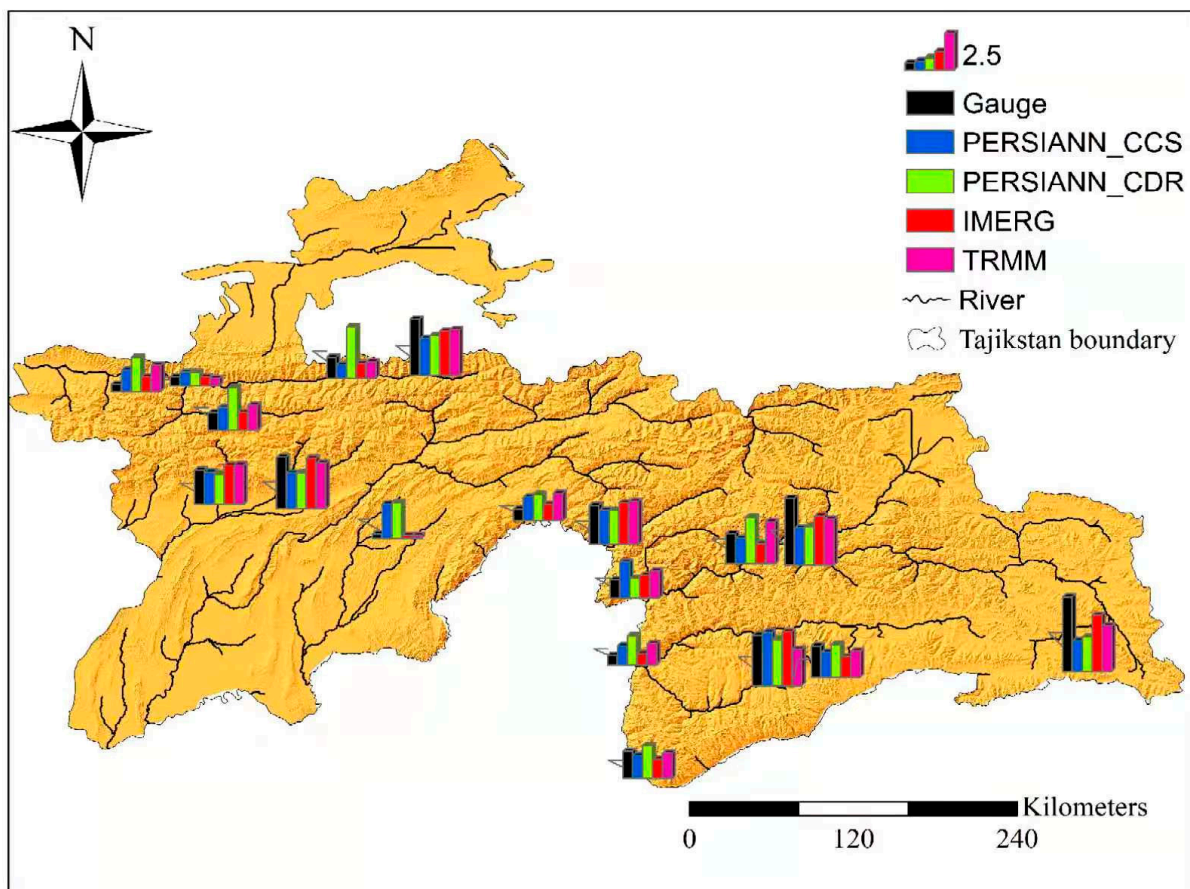 N
2.5
Gauge
PERSIANN_CCS
PERSIANN_CDR
IMERG
TRMM
River
Tajikstan boundary
Kilometers
0 120 240